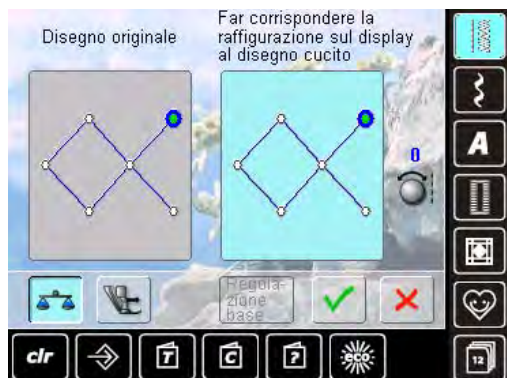 Disegno originale
Far corrispondere la
raffigurazione sul display
al disegno cucito
0
A
Regola-
zione
base
12
clr
T
C
?
eco